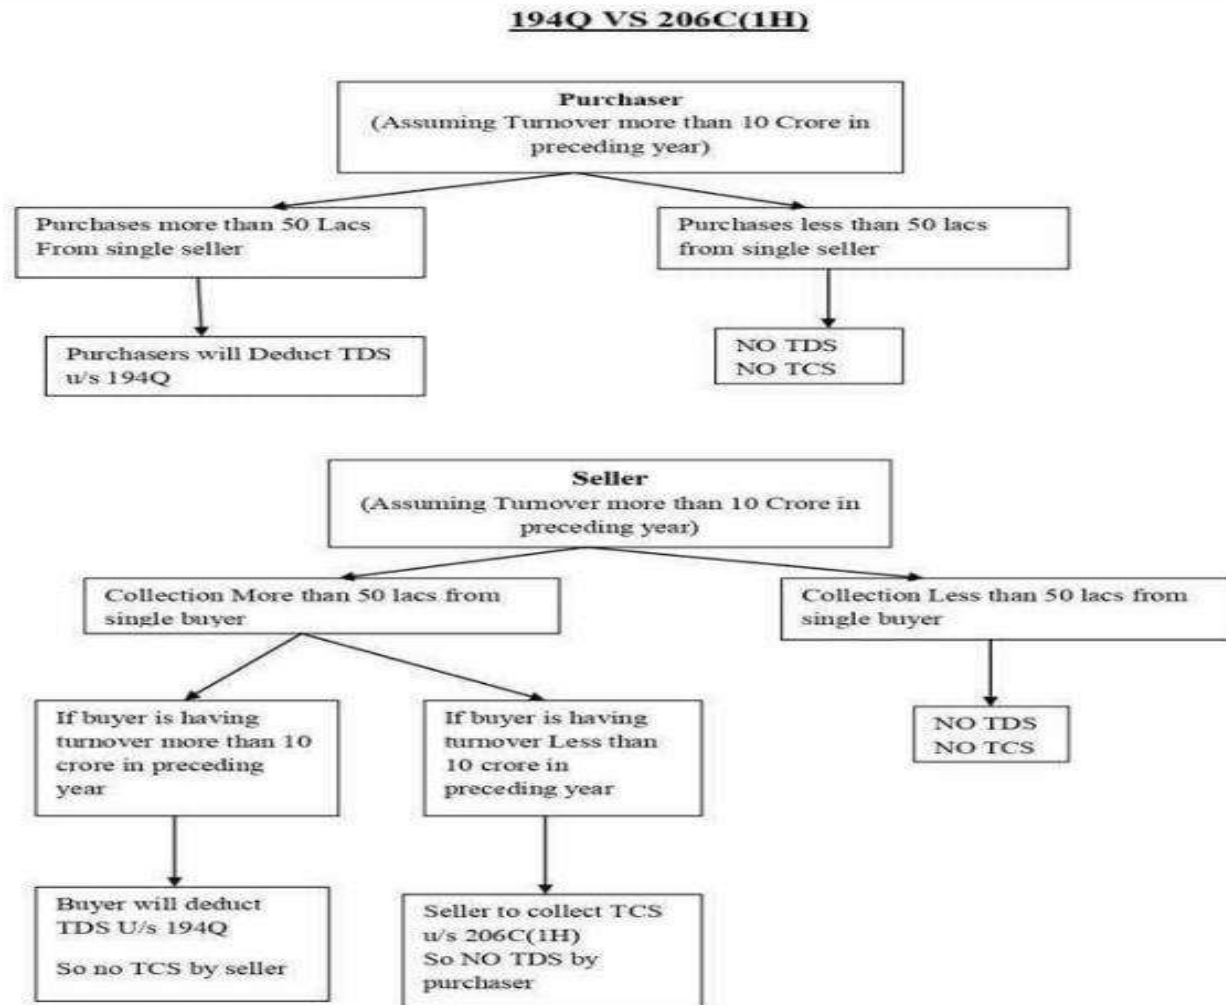 194Q VS 206C(1H)
Purchaser
(Assuming Turnover more than 10 Crore in
preceding year)
Purchases more than 50 Lacs
From single seller
Purchases less than 50 lacs
from single seller
Purchasers will Deduct TDS
u/s 194Q
NO TDS
NO TCS
Seller
(Assuming Turnover more than 10 Crore in
preceding year)
Collection More than 50 lacs from
single buyer
Collection Less than 50 lacs from
single buyer
If buyer is having
turnover more than 10
crore in preceding
year
If buyer is having
turnover Less than
10 crore in
preceding year
NO TDS
NO TCS
Buyer will deduct
TDS U/s 194Q
So no TCS by seller
Seller to collect TCS
u/s 206C(1H)
So NO TDS by
purchaser